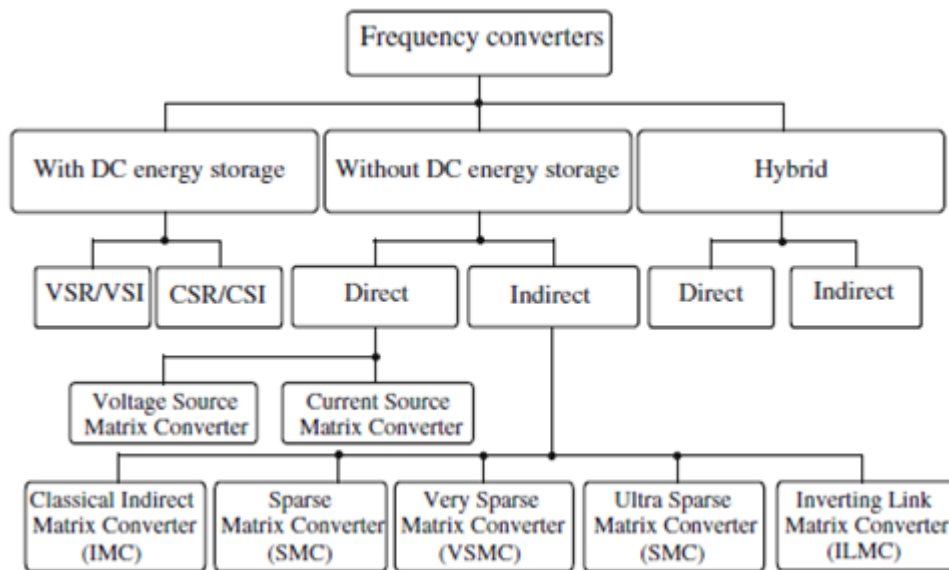 Frequency converters
With DC energy storage
Without DC energy storage
Hybrid
VSR/VSI
CSR/CSI
Direct
Indirect
Direct
Indirect
Voltage Source
Matrix Converter
Current Source
Matrix Converter
Classical Indirect
Matrix Converter
(IMC)
Sparse
Matrix Converter
(SMC)
Very Sparse
Matrix Converter
(VSMC)
Ultra Sparse
Matrix Converter
(SMC)
Inverting Link
Matrix Converter
(ILMC)